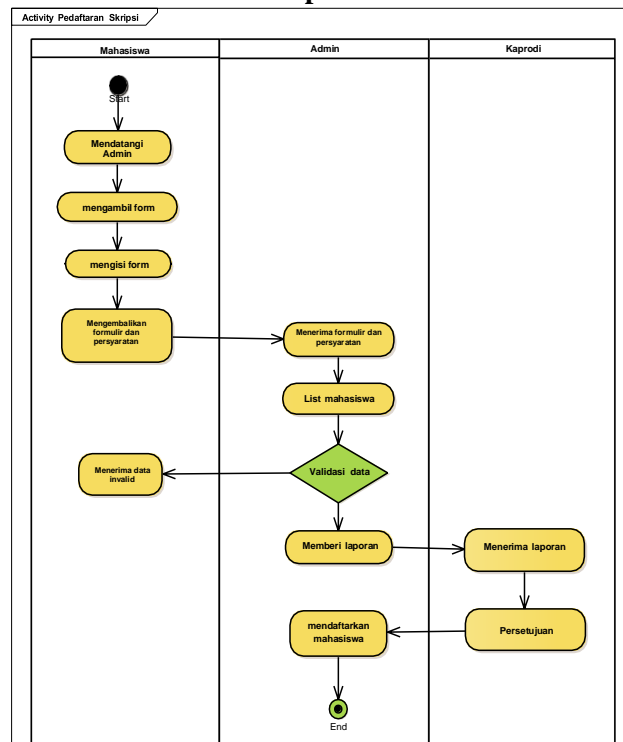 Activity Pedaftaran Skripsi
Mahasiswa
Admin
Kaprodi
Start
Mendatangi
Admin
mengambil form
mengisi form
Mengembalikan
formulir dan
persyaratan
Menerima formulir dan
persyaratan
List mahasiswa
Validasi data
Menerima data
invalid
Memberi laporan
Menerima laporan
Persetujuan
mendaftarkan
mahasiswa
End